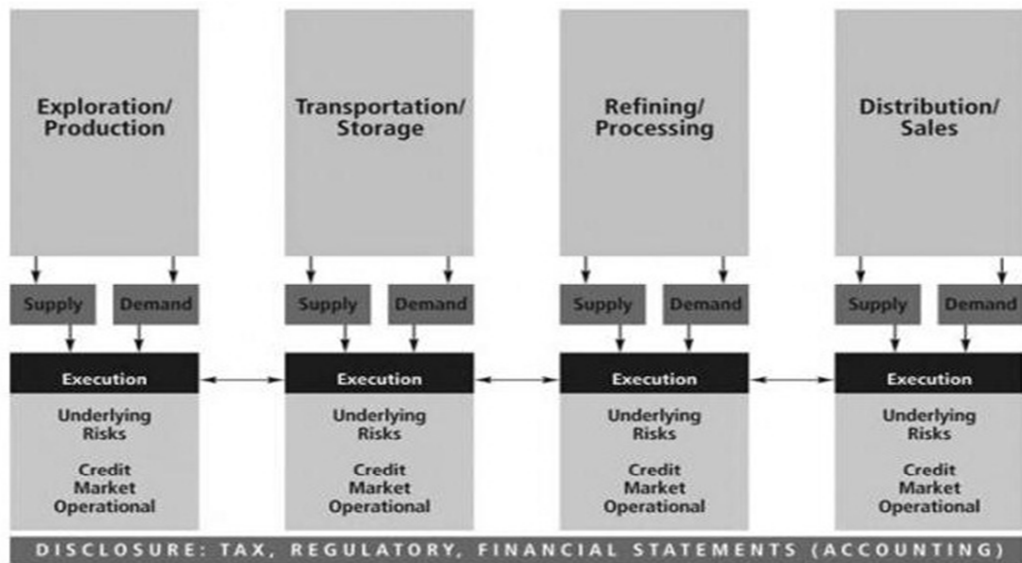 Exploration/
Production
Transportation/
Storage
Refining/
Processing
Distribution/
Sales
Supply
Demand
Supply
Demand
Supply
Demand
Supply
Demand
Execution
Execution
Execution
Execution
Underlying
Risks
Credit
Market
Operational
Underlying
Risks
Credit
Market
Operational
Underlying
Risks
Credit
Market
Operational
Underlying
Risks
Credit
Market
Operational
DISCLOSURE: TAX, REGULATORY, FINANCIAL STATEMENTS (ACCOUNTING)